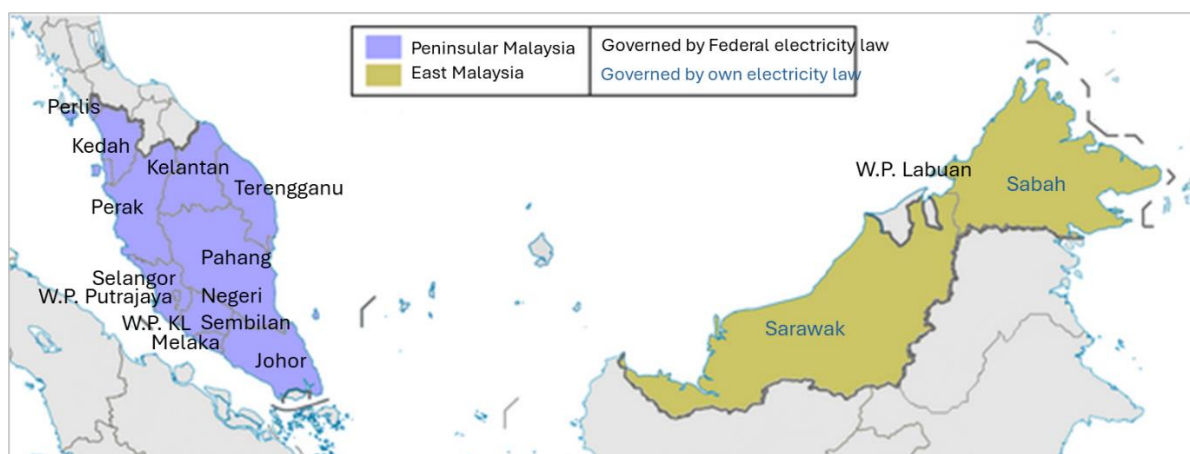 Peninsular Malaysia
Governed by Federal electricity law
East Malaysia
Governed by own electricity law
Perlis
Kedah
Kelantan
Terengganu
Perak
Pahang
Selangor
W.P. Putrajaya
Negeri
Sembilan
W.P. KL
Melaka
Johor
W.P. Labuan
Sabah
Sarawak